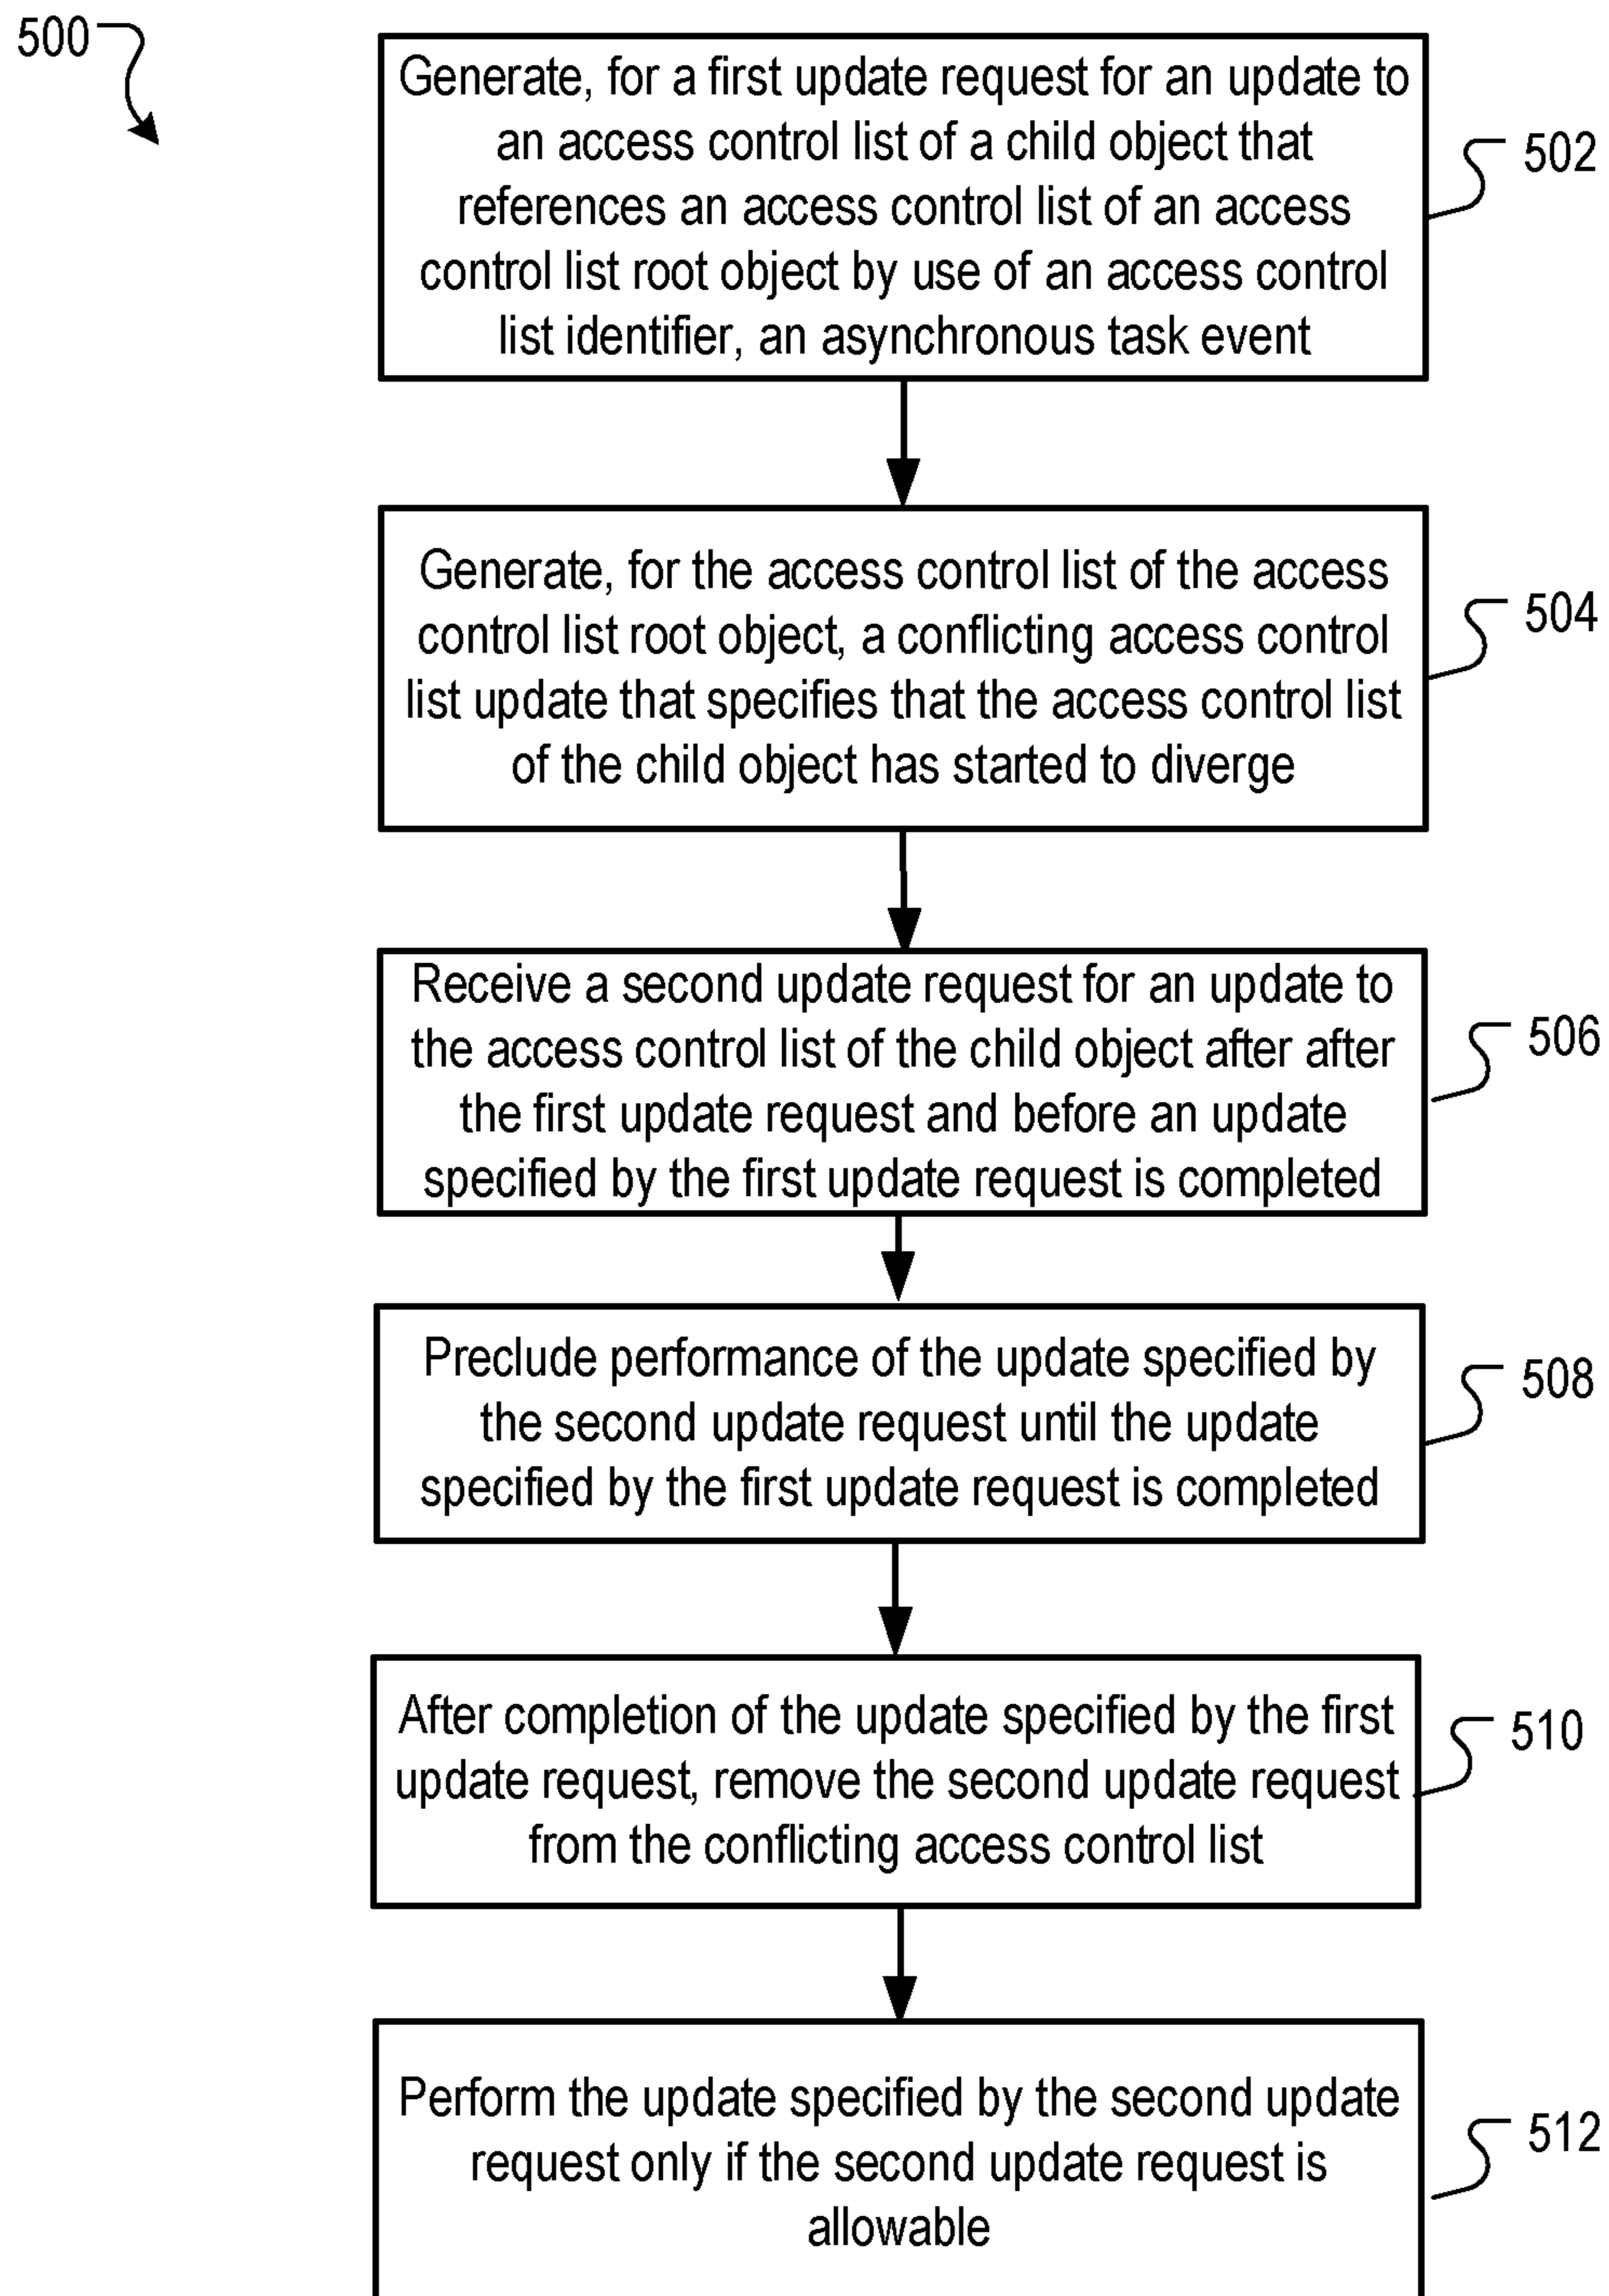 500
Generate, for a first update request for an update to
an access control list of a child object that
references an access control list of an access
control list root object by use of an access control
list identifier, an asynchronous task event
502
Generate, for the access control list of the access
control list root object, a conflicting access control
list update that specifies that the access control list
of the child object has started to diverge
504
Receive a second update request for an update to
the access control list of the child object after after
the first update request and before an update
specified by the first update request is completed
506
Preclude performance of the update specified by
the second update request until the update
specified by the first update request is completed
508
After completion of the update specified by the first
update request, remove the second update request
from the conflicting access control list
510
Perform the update specified by the second update
request only if the second update request is
allowable
512